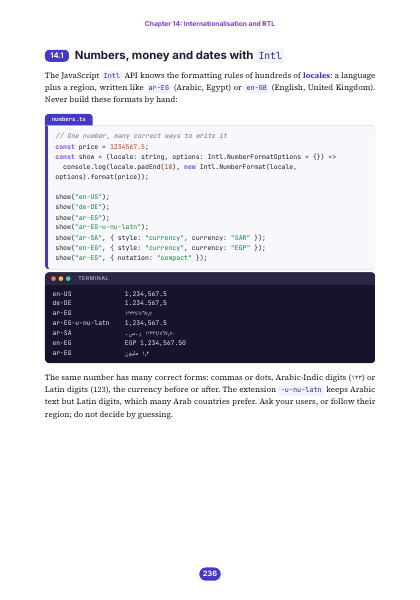 Chapter 14: Internationalisation and RTL
14.1 Numbers, money and dates with Intl
The JavaScript Intl API knows the formatting rules of hundreds of locales: a language
plus a region, written like ar-EG (Arabic, Egypt) or en-GB (English, United Kingdom).
Never build these formats by hand:
numbers.ts
// One number, many correct ways to write it
const price = 1234567.5;
const show = (locale: string, options: Intl.NumberFormatOptions = {}) =>
console.log(locale.padEnd(18), new Intl.NumberFormat(locale,
options).format(price));
show("en-US");
show("de-DE");
show("ar-EG");
show("ar-EG-u-nu-latn");
show("ar-SA", { style: "currency", currency: "SAR" });
show("en-EG", { style: "currency", currency: "EGP" });
show("ar-EG", { notation: "compact" });
TERMINAL
en-US 1,234,567.5
de-DE 1.234.567,5
ar-EG
ar-EG-u-nu-latn 1,234,567.5
ar-SA
en-EG EGP 1,234,567.50
ar-EG ١٫٢ مليون
The same number has many correct forms: commas or dots, Arabic-Indic digits (١٢٣) or
Latin digits (123), the currency before or after. The extension -u-nu-latn keeps Arabic
text but Latin digits, which many Arab countries prefer. Ask your users, or follow their
region; do not decide by guessing.
236